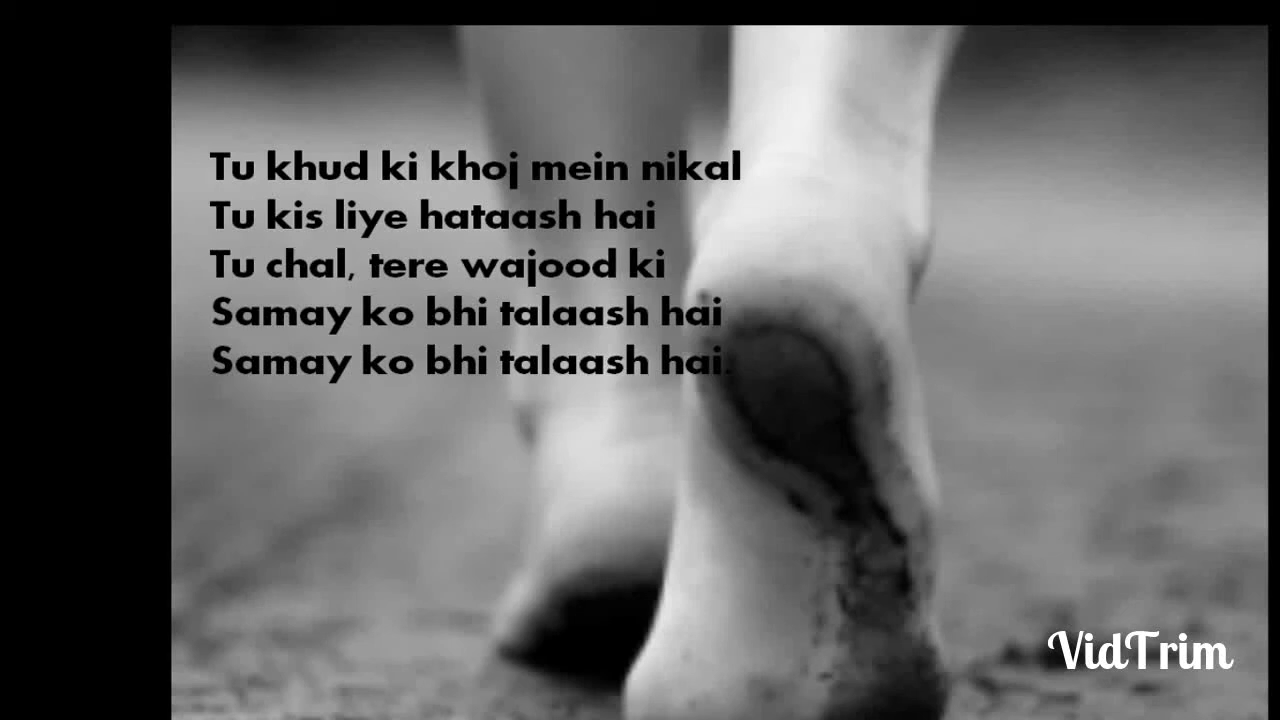 Tu khud ki khoj mein nikal
Tu kis liye hataash hai
Tu chal, tere wajood ki
Samay ko bhi talaash hai
Samay ko bhi talaash hai.
VidTrim